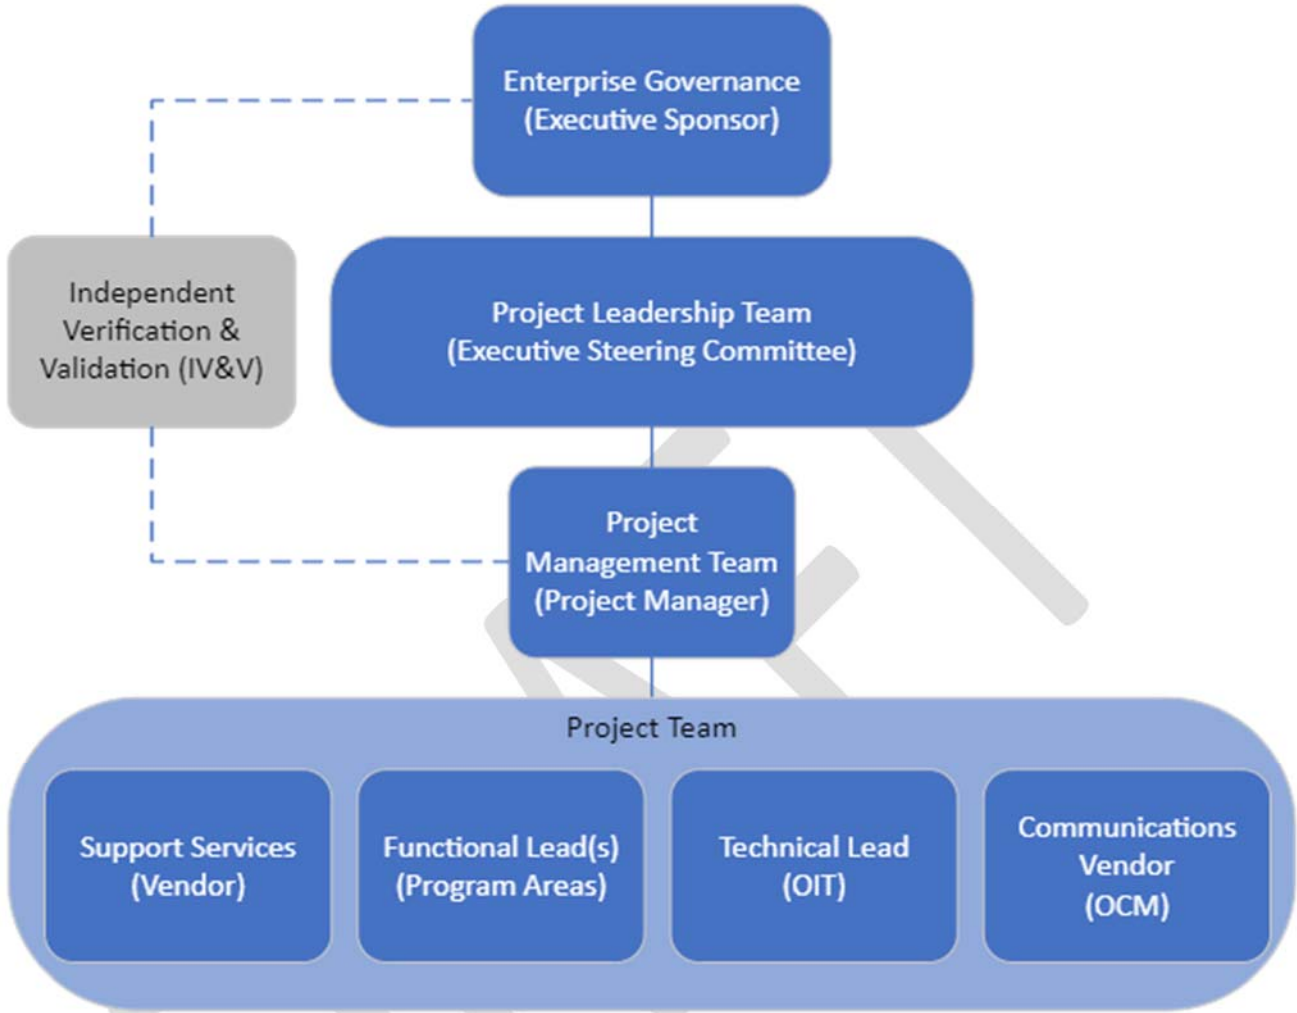 Enterprise Governance
(Executive Sponsor)
Independent
Verification &
Validation (IV&V)
Project Leadership Team
(Executive Steering Committee)
Project
Management Team
(Project Manager)
Project Team
Support Services
(Vendor)
Functional Lead(s)
(Program Areas)
Technical Lead
(OIT)
Communications
Vendor
(OCM)